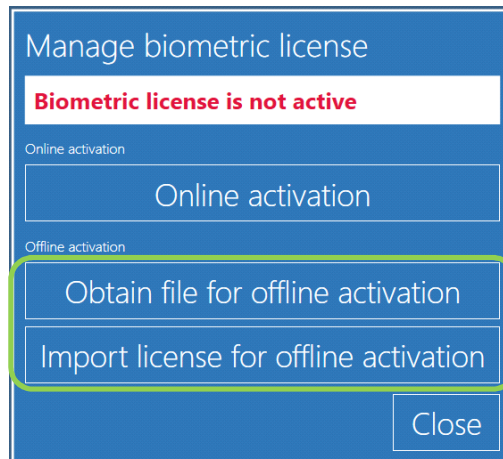 Manage biometric license
Biometric license is not active
Online activation
Online activation
Offline activation
Obtain file for offline activation
Import license for offline activation
Close